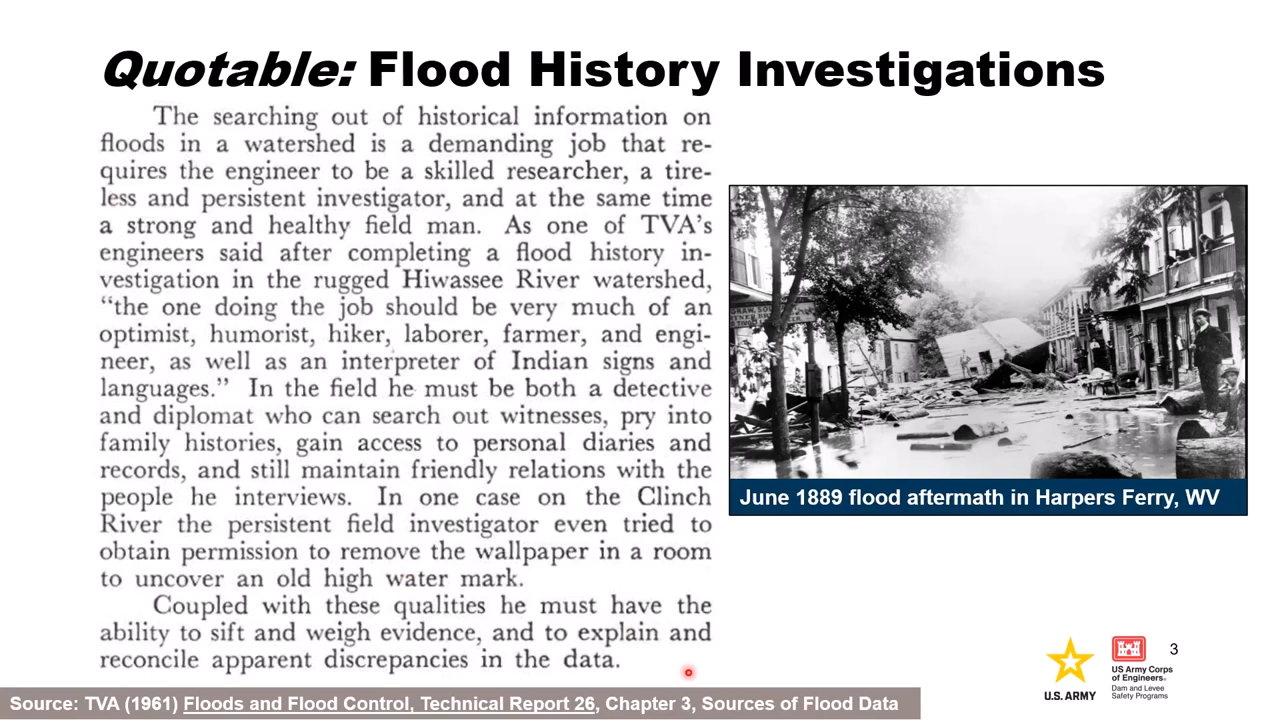 Quotable: Flood History Investigations
The searching out of historical information on
floods in a watershed is a demanding job that re-
quires the engineer to be a skilled researcher, a tire-
less and persistent investigator, and at the same time
a strong and healthy field man. As one of TVA's
engineers said after completing a flood history in-
vestigation in the rugged Hiwassee River watershed,
"the one doing the job should be very much of an
optimist, humorist, hiker, laborer, farmer, and engi-
neer, as well as an interpreter of Indian signs and
languages." In the field he must be both a detective
and diplomat who can search out witnesses, pry into
family histories, gain access to personal diaries and
records, and still maintain friendly relations with the
people he interviews. In one case on the Clinch
River the persistent field investigator even tried to
obtain permission to remove the wallpaper in a room
to uncover an old high water mark.
Coupled with these qualities he must have the
ability to sift and weigh evidence, and to explain and
reconcile apparent discrepancies in the data.
June 1889 flood aftermath in Harpers Ferry, WV
3
U.S. ARMY
US Army Corps
of Engineers®
Dam and Levee
Safety Programs
Source: TVA (1961) Floods and Flood Control, Technical Report 26, Chapter 3, Sources of Flood Data